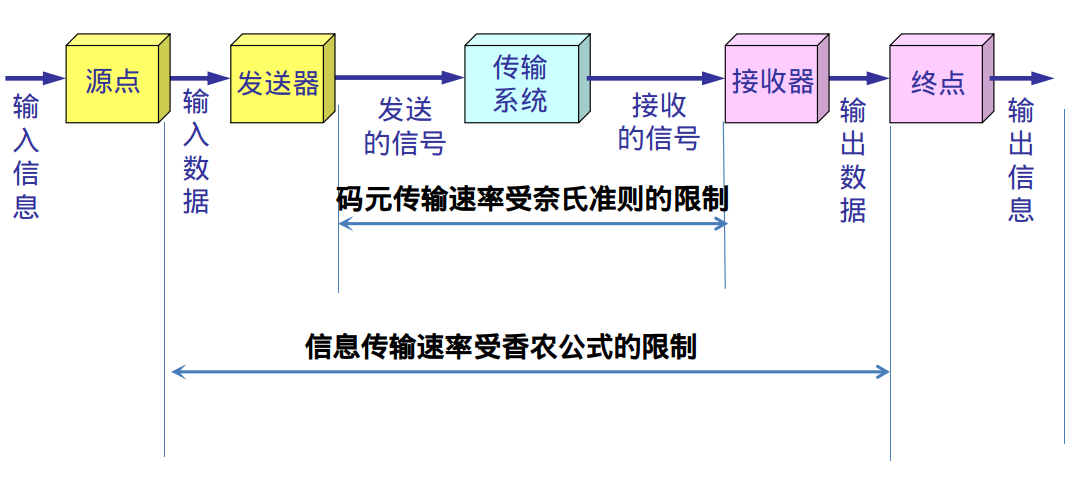 源点
发送器
传输
系统
接收器
终点
输入信息
输入数据
发送
的信号
接收
的信号
输出数据
输出信息
码元传输速率受奈氏准则的限制
信息传输速率受香农公式的限制